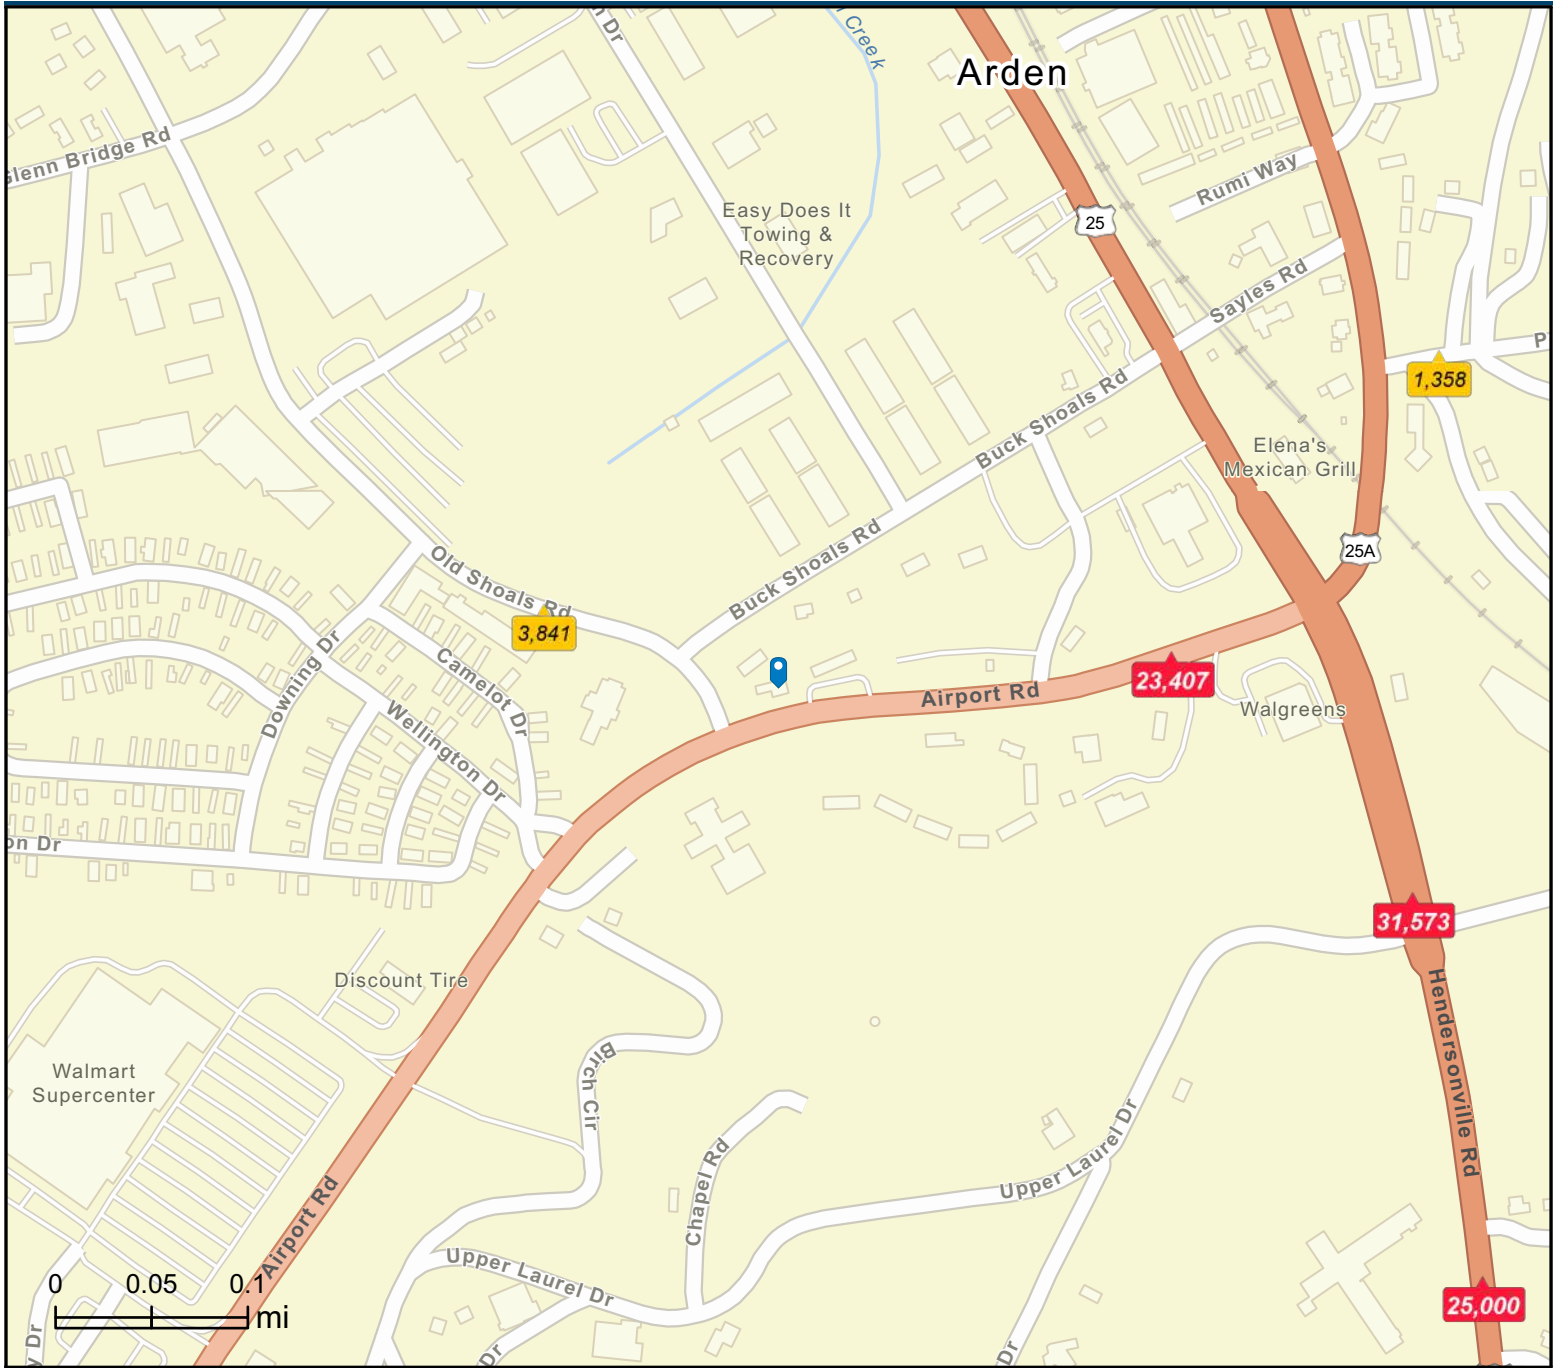 Creek
Arden
Glenn Bridge Rd
Easy Does It
Towing &
Recovery
25
Rumi Way
Sayles Rd
1,358
Buck Shoals Rd
Elena's
Mexican Grill
25A
Buck Shoals Rd
Old Shoals Rd
3,841
Downing Dr
Camelot Dr
Wellington Dr
23,407
Airport Rd
Walgreens
on Dr
31,573
Discount Tire
Hendersonville Rd
Walmart
Supercenter
Birch Cir
Chapel Rd
Upper Laurel Dr
Airport Rd
Upper Laurel Dr
0 0.05 0.1
mi
25,000
y Dr
Dr
Dr